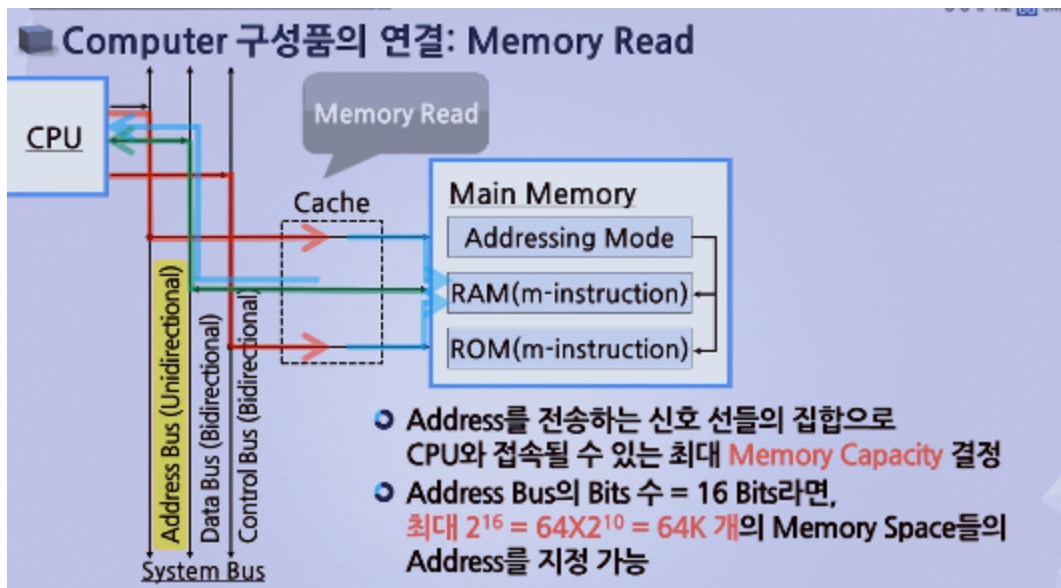 Computer 구성품의 연결: Memory Read
CPU
Memory Read
Cache
Main Memory
Addressing Mode
RAM(m-instruction)
ROM(m-instruction)
Address Bus (Unidirectional)
Data Bus (Bidirectional)
Control Bus (Bidirectional)
System Bus
Address를 전송하는 신호 선들의 집합으로
CPU와 접속될 수 있는 최대 Memory Capacity 결정
Address Bus의 Bits 수 = 16 Bits라면,
최대 2¹⁶ = 64X2¹⁰ = 64K 개의 Memory Space들의
Address를 지정 가능